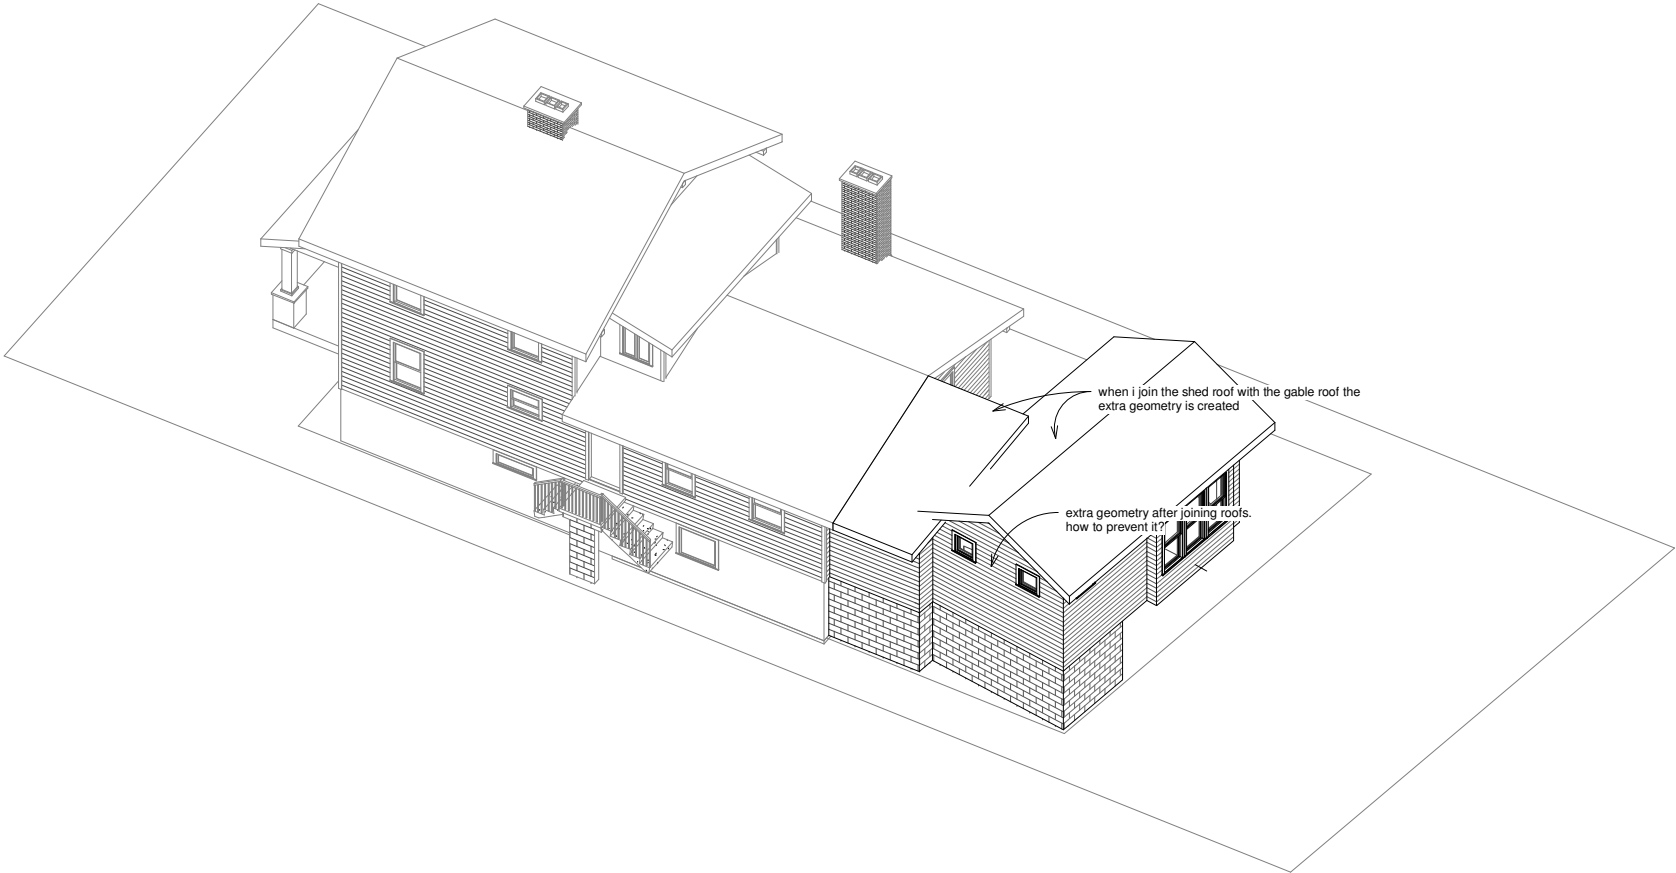 when i join the shed roof with the gable roof the
extra geometry is created
extra geometry after joining roofs.
how to prevent it?